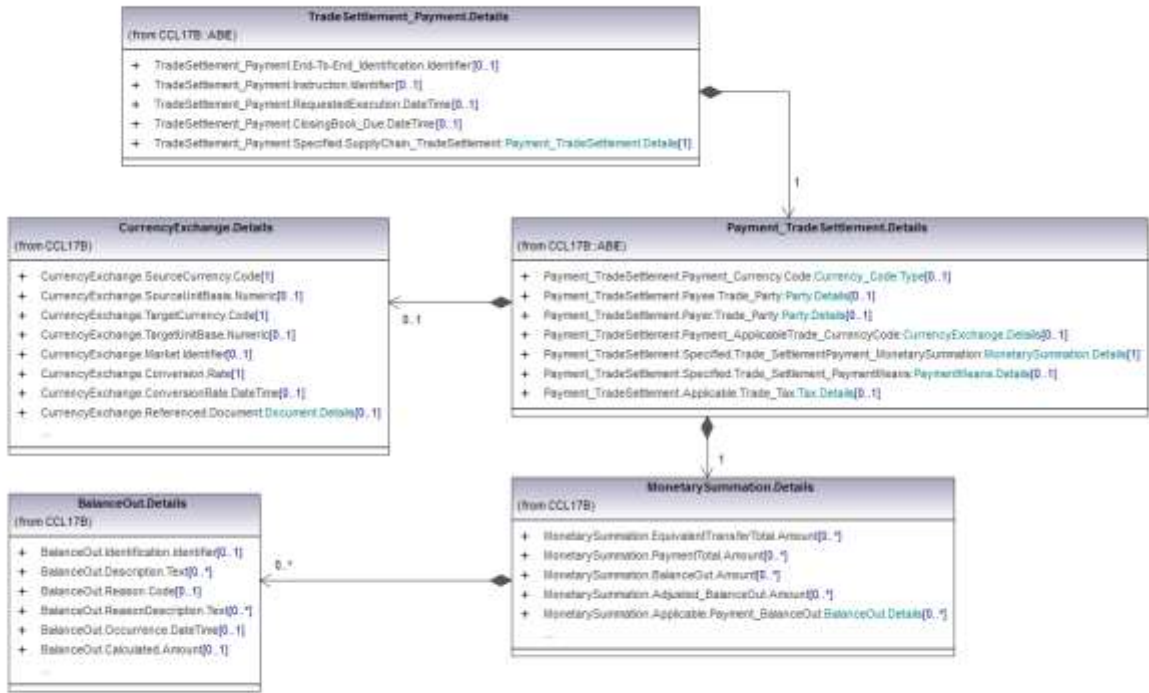 TradeSettlement_Payment.Details
(from CCL17B::ABIE)
+ TradeSettlement_Payment.End-To-End_Identification.Identifier[0..1]
+ TradeSettlement_Payment.Instruction.Identifier[0..1]
+ TradeSettlement_Payment.RequestedExecution.DateTime[0..1]
+ TradeSettlement_Payment.ClosingBook_Due.DateTime[0..1]
+ TradeSettlement_Payment.Specified.SupplyChain_TradeSettlement:Payment_TradeSettlement.Details[1]
1
CurrencyExchange.Details
(from CCL17B)
+ CurrencyExchange.SourceCurrency.Code[1]
+ CurrencyExchange.SourceUnitBasis.Numeric[0..1]
+ CurrencyExchange.TargetCurrency.Code[1]
+ CurrencyExchange.TargetUnitBase.Numeric[0..1]
+ CurrencyExchange.Market.Identifier[0..1]
+ CurrencyExchange.Conversion.Rate[1]
+ CurrencyExchange.ConversionRate.DateTime[0..1]
+ CurrencyExchange.Referenced.Document:Document.Details[0..1]
...
0..1
Payment_TradeSettlement.Details
(from CCL17B::ABIE)
+ Payment_TradeSettlement.Payment_Currency.Code:Currency_Code.Type[0..1]
+ Payment_TradeSettlement.Payee.Trade_Party:Party.Details[0..1]
+ Payment_TradeSettlement.Payer.Trade_Party:Party.Details[0..1]
+ Payment_TradeSettlement.Payment_ApplicableTrade_CurrencyCode:CurrencyExchange.Details[0..1]
+ Payment_TradeSettlement.Specified.Trade_SettlementPayment_MonetarySummation:MonetarySummation.Details[1]
+ Payment_TradeSettlement.Specified.Trade_Settlement_PaymentMeans:PaymentMeans.Details[0..1]
+ Payment_TradeSettlement.Applicable.Trade_Tax:Tax.Details[0..1]
1
BalanceOut.Details
(from CCL17B)
+ BalanceOut.Identification.Identifier[0..1]
+ BalanceOut.Description.Text[0..*]
+ BalanceOut.Reason.Code[0..1]
+ BalanceOut.ReasonDescription.Text[0..*]
+ BalanceOut.Occurrence.DateTime[0..1]
+ BalanceOut.Calculated.Amount[0..1]
...
0..*
MonetarySummation.Details
(from CCL17B)
+ MonetarySummation.EquivalentTransferTotal.Amount[0..*]
+ MonetarySummation.PaymentTotal.Amount[0..*]
+ MonetarySummation.BalanceOut.Amount[0..*]
+ MonetarySummation.Adjusted_BalanceOut.Amount[0..*]
+ MonetarySummation.Applicable.Payment_BalanceOut:BalanceOut.Details[0..*]
...